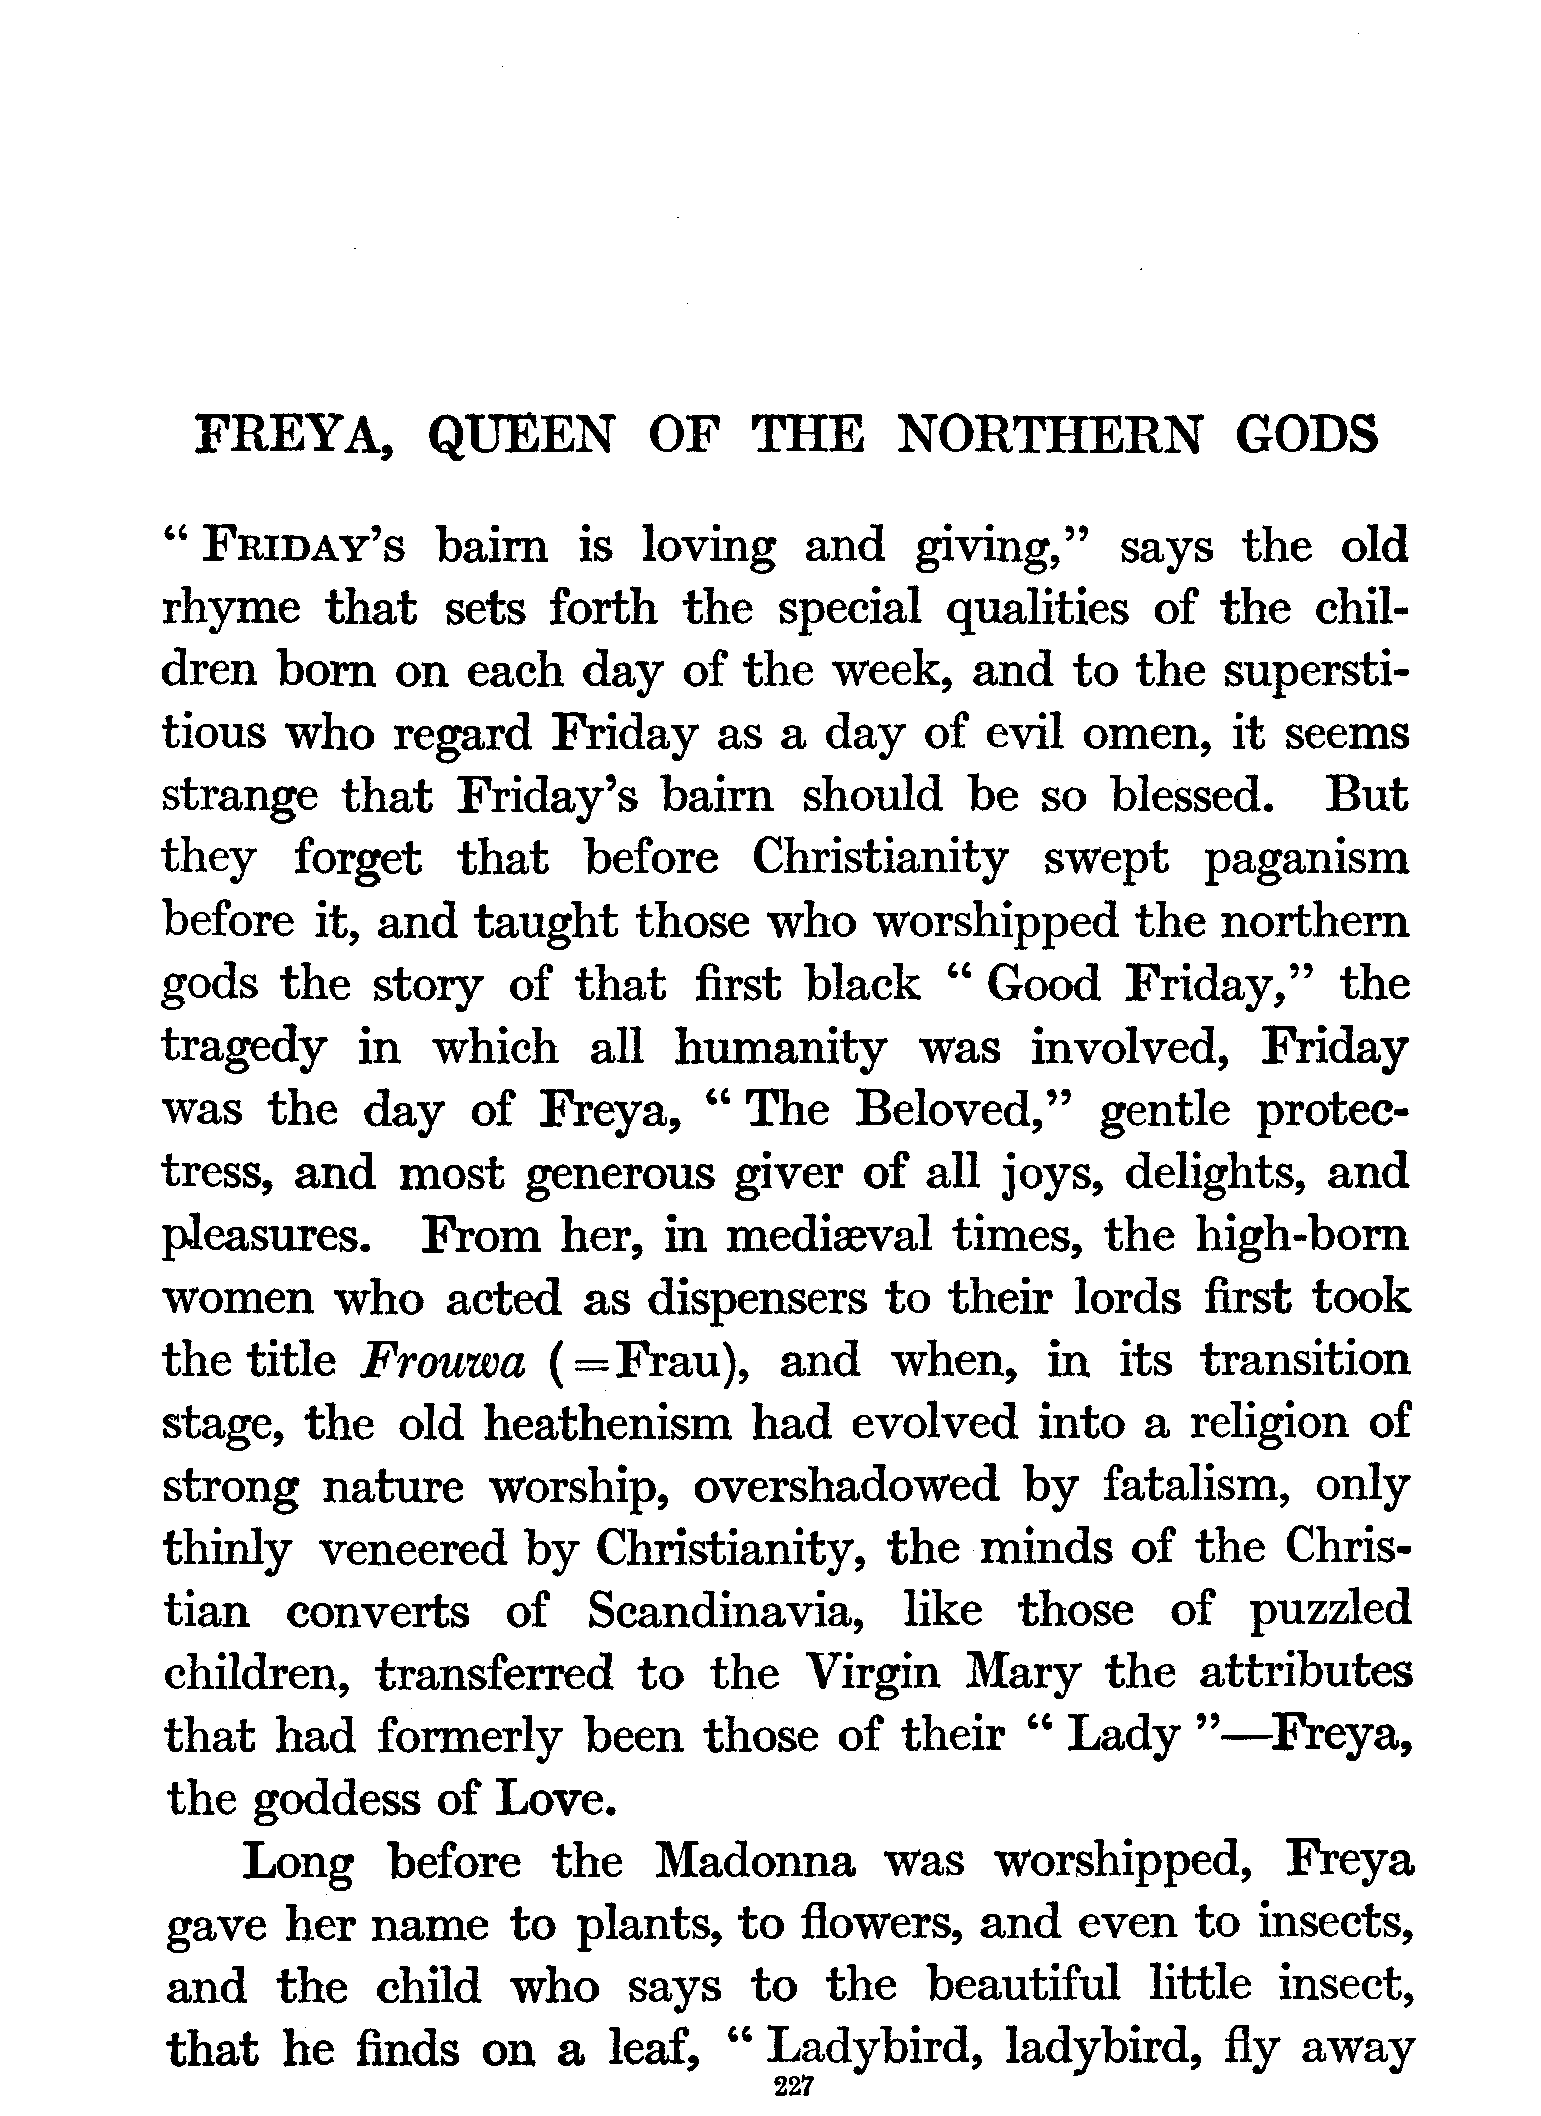 FREYA, QUEEN OF THE NORTHERN GODS
“ FRIDAY’S bairn is loving and giving,” says the old
rhyme that sets forth the special qualities of the chil-
dren born on each day of the week, and to the supersti-
tious who regard Friday as a day of evil omen, it seems
strange that Friday’s bairn should be so blessed. But
they forget that before Christianity swept paganism
before it, and taught those who worshipped the northern
gods the story of that first black “ Good Friday,” the
tragedy in which all humanity was involved, Friday
was the day of Freya, “ The Beloved,” gentle protec-
tress, and most generous giver of all joys, delights, and
pleasures. From her, in mediæval times, the high-born
women who acted as dispensers to their lords first took
the title Frouwa (=Frau), and when, in its transition
stage, the old heathenism had evolved into a religion of
strong nature worship, overshadowed by fatalism, only
thinly veneered by Christianity, the minds of the Chris-
tian converts of Scandinavia, like those of puzzled
children, transferred to the Virgin Mary the attributes
that had formerly been those of their “ Lady ”—Freya,
the goddess of Love.
Long before the Madonna was worshipped, Freya
gave her name to plants, to flowers, and even to insects,
and the child who says to the beautiful little insect,
that he finds on a leaf, “ Ladybird, ladybird, fly away
227